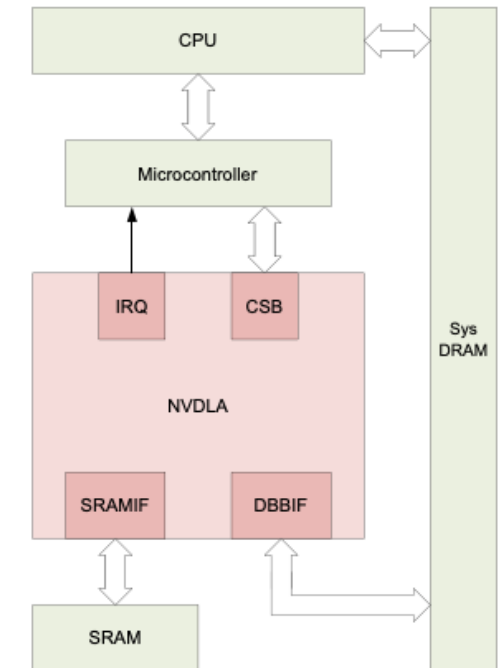 CPU
Microcontroller
IRQ
CSB
Sys
DRAM
NVDLA
SRAMIF
DBBIF
SRAM